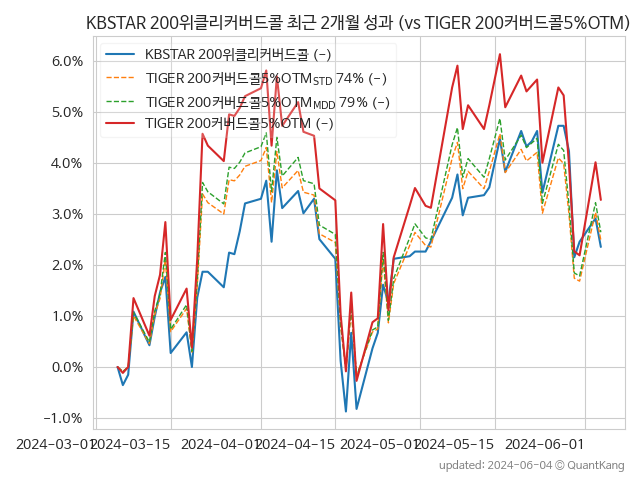 KBSTAR 200위클리커버드콜 최근 2개월 성과 (vs TIGER 200커버드콜5%OTM)
KBSTAR 200위클리커버드콜 (−)
TIGER 200커버드콜5%OTM STD 74% (−)
TIGER 200커버드콜5%OTM MDD 79% (−)
TIGER 200커버드콜5%OTM (−)
6.0%
5.0%
4.0%
3.0%
2.0%
1.0%
0.0%
−1.0%
2024-03-01
2024-03-15
2024-04-01
2024-04-15
2024-05-01
2024-05-15
2024-06-01
updated: 2024-06-04 © QuantKang